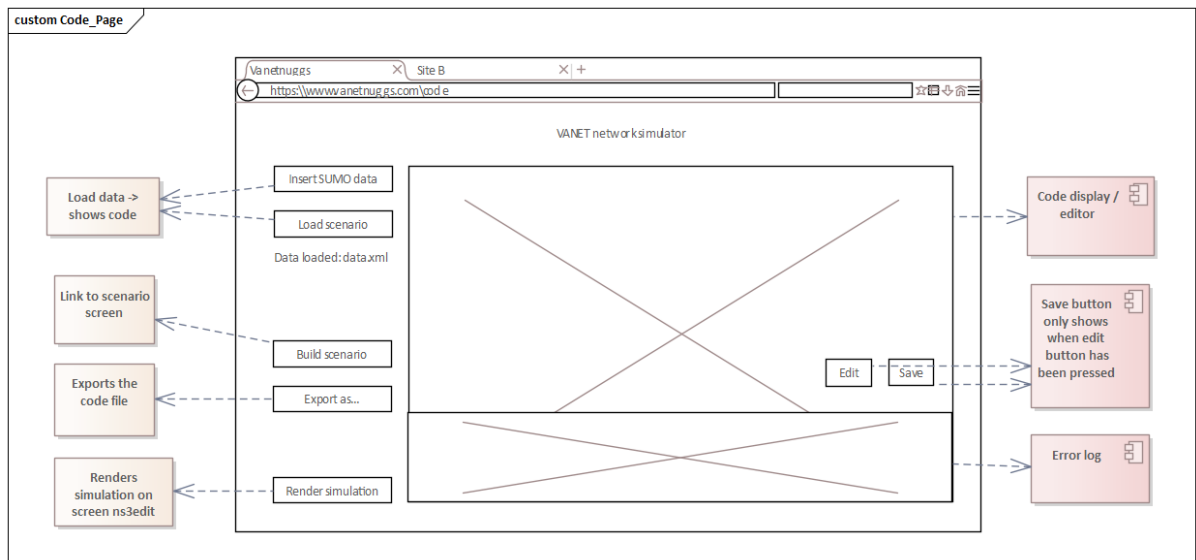 custom Code_Page
Vanetnuggs
Site B
https:\\www.vanetnuggs.com\code
VANET network simulator
Insert SUMO data
Load scenario
Data loaded: data.xml
Build scenario
Export as...
Render simulation
Edit
Save
Load data ->
shows code
Link to scenario
screen
Exports the
code file
Renders
simulation on
screen ns3edit
Code display /
editor
Save button
only shows
when edit
button has
been pressed
Error log